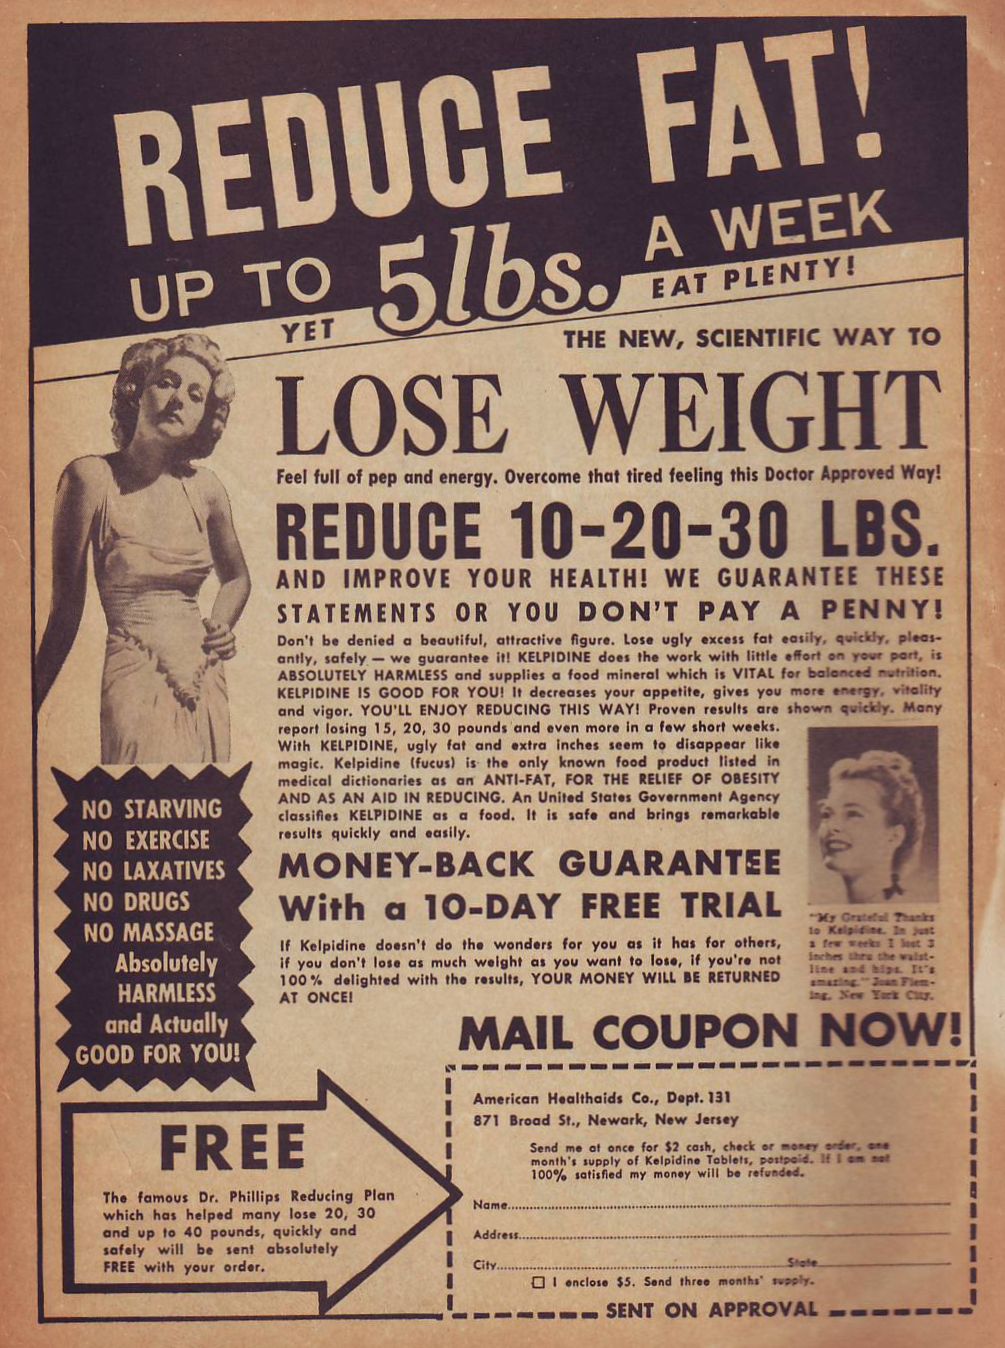 REDUCE FAT!
UP TO 5 lbs. A WEEK
YET EAT PLENTY!
THE NEW, SCIENTIFIC WAY TO
LOSE WEIGHT
Feel full of pep and energy. Overcome that tired feeling this Doctor Approved Way!
REDUCE 10-20-30 LBS.
AND IMPROVE YOUR HEALTH! WE GUARANTEE THESE
STATEMENTS OR YOU DON'T PAY A PENNY!
Don't be denied a beautiful, attractive figure. Lose ugly excess fat easily, quickly, pleas-
antly, safely — we guarantee it! KELPIDINE does the work with little effort on your part, is
ABSOLUTELY HARMLESS and supplies a food mineral which is VITAL for balanced nutrition.
KELPIDINE IS GOOD FOR YOU! It decreases your appetite, gives you more energy, vitality
and vigor. YOU'LL ENJOY REDUCING THIS WAY! Proven results are shown quickly. Many
report losing 15, 20, 30 pounds and even more in a few short weeks.
With KELPIDINE, ugly fat and extra inches seem to disappear like
magic. Kelpidine (fucus) is the only known food product listed in
medical dictionaries as an ANTI-FAT, FOR THE RELIEF OF OBESITY
AND AS AN AID IN REDUCING. An United States Government Agency
classifies KELPIDINE as a food. It is safe and brings remarkable
results quickly and easily.
NO STARVING
NO EXERCISE
NO LAXATIVES
NO DRUGS
NO MASSAGE
Absolutely
HARMLESS
and Actually
GOOD FOR YOU!
MONEY-BACK GUARANTEE
With a 10-DAY FREE TRIAL
If Kelpidine doesn't do the wonders for you as it has for others,
if you don't lose as much weight as you want to lose, if you're not
100% delighted with the results, YOUR MONEY WILL BE RETURNED
AT ONCE!
"My Grateful Thanks
to Kelpidine. In just
a few weeks I lost 3
inches thru the waist-
line and hips. It's
amazing." Joan Flem-
ing, New York City.
MAIL COUPON NOW!
FREE
The famous Dr. Phillips Reducing Plan
which has helped many lose 20, 30
and up to 40 pounds, quickly and
safely will be sent absolutely
FREE with your order.
American Healthaids Co., Dept. 131
871 Broad St., Newark, New Jersey
Send me at once for $2 cash, check or money order, one
month's supply of Kelpidine Tablets, postpaid. If I am not
100% satisfied my money will be refunded.
Name
Address
City State
☐ I enclose $5. Send three months' supply.
SENT ON APPROVAL